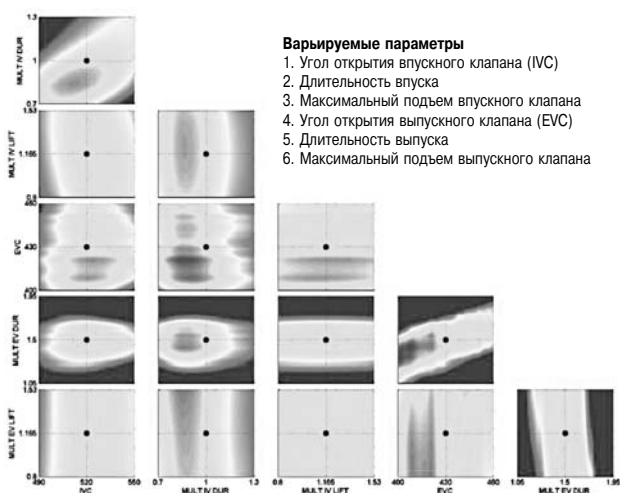 1.3
MULT IV DUR
1
0.7
Варьируемые параметры
1. Угол открытия впускного клапана (IVC)
2. Длительность впуска
3. Максимальный подъем впускного клапана
4. Угол открытия выпускного клапана (EVC)
5. Длительность выпуска
6. Максимальный подъем выпускного клапана
1.53
MULT IV LIFT
1.165
0.8
460
EVC
430
400
1.95
MULT EV DUR
1.5
1.05
1.53
MULT EV LIFT
1.165
0.8
490 520 550 0.7 1 1.3 0.8 1.165 1.53 400 430 460 1.05 1.5 1.95
IVC MULT IV DUR MULT IV LIFT EVC MULT EV DUR